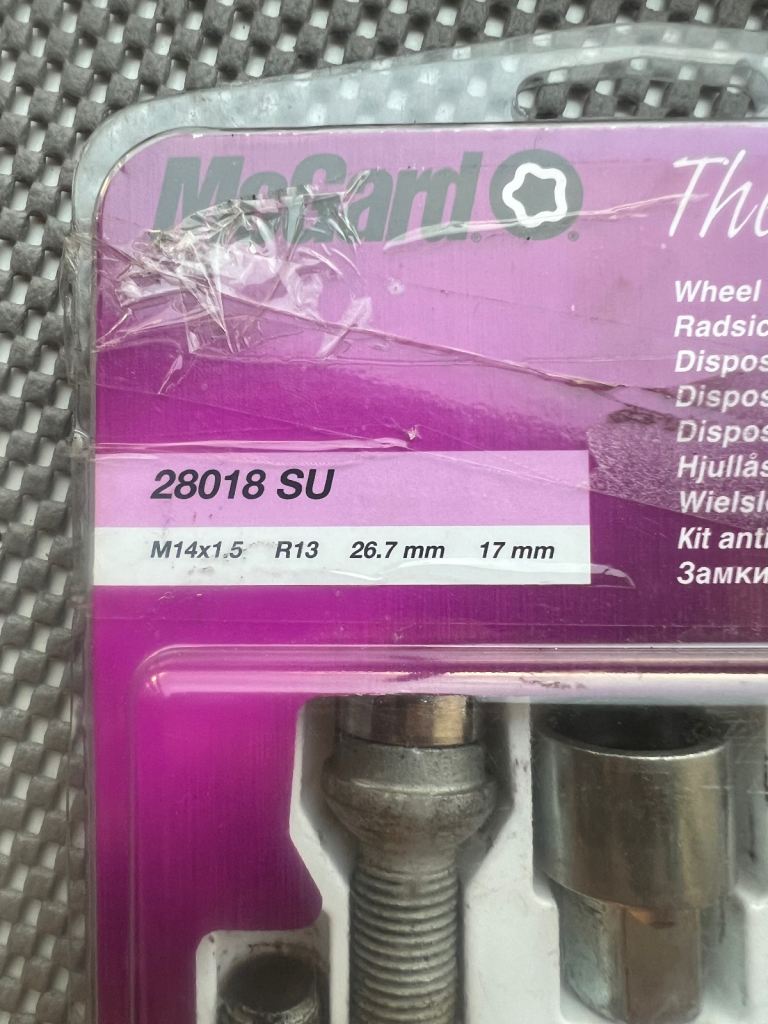 McGard
The
Wheel
Radsic
Dispos
Dispos
Dispos
Hjullås
Wielsl
Kit anti
Замки
28018 SU
M14x1.5 R13 26.7 mm 17 mm